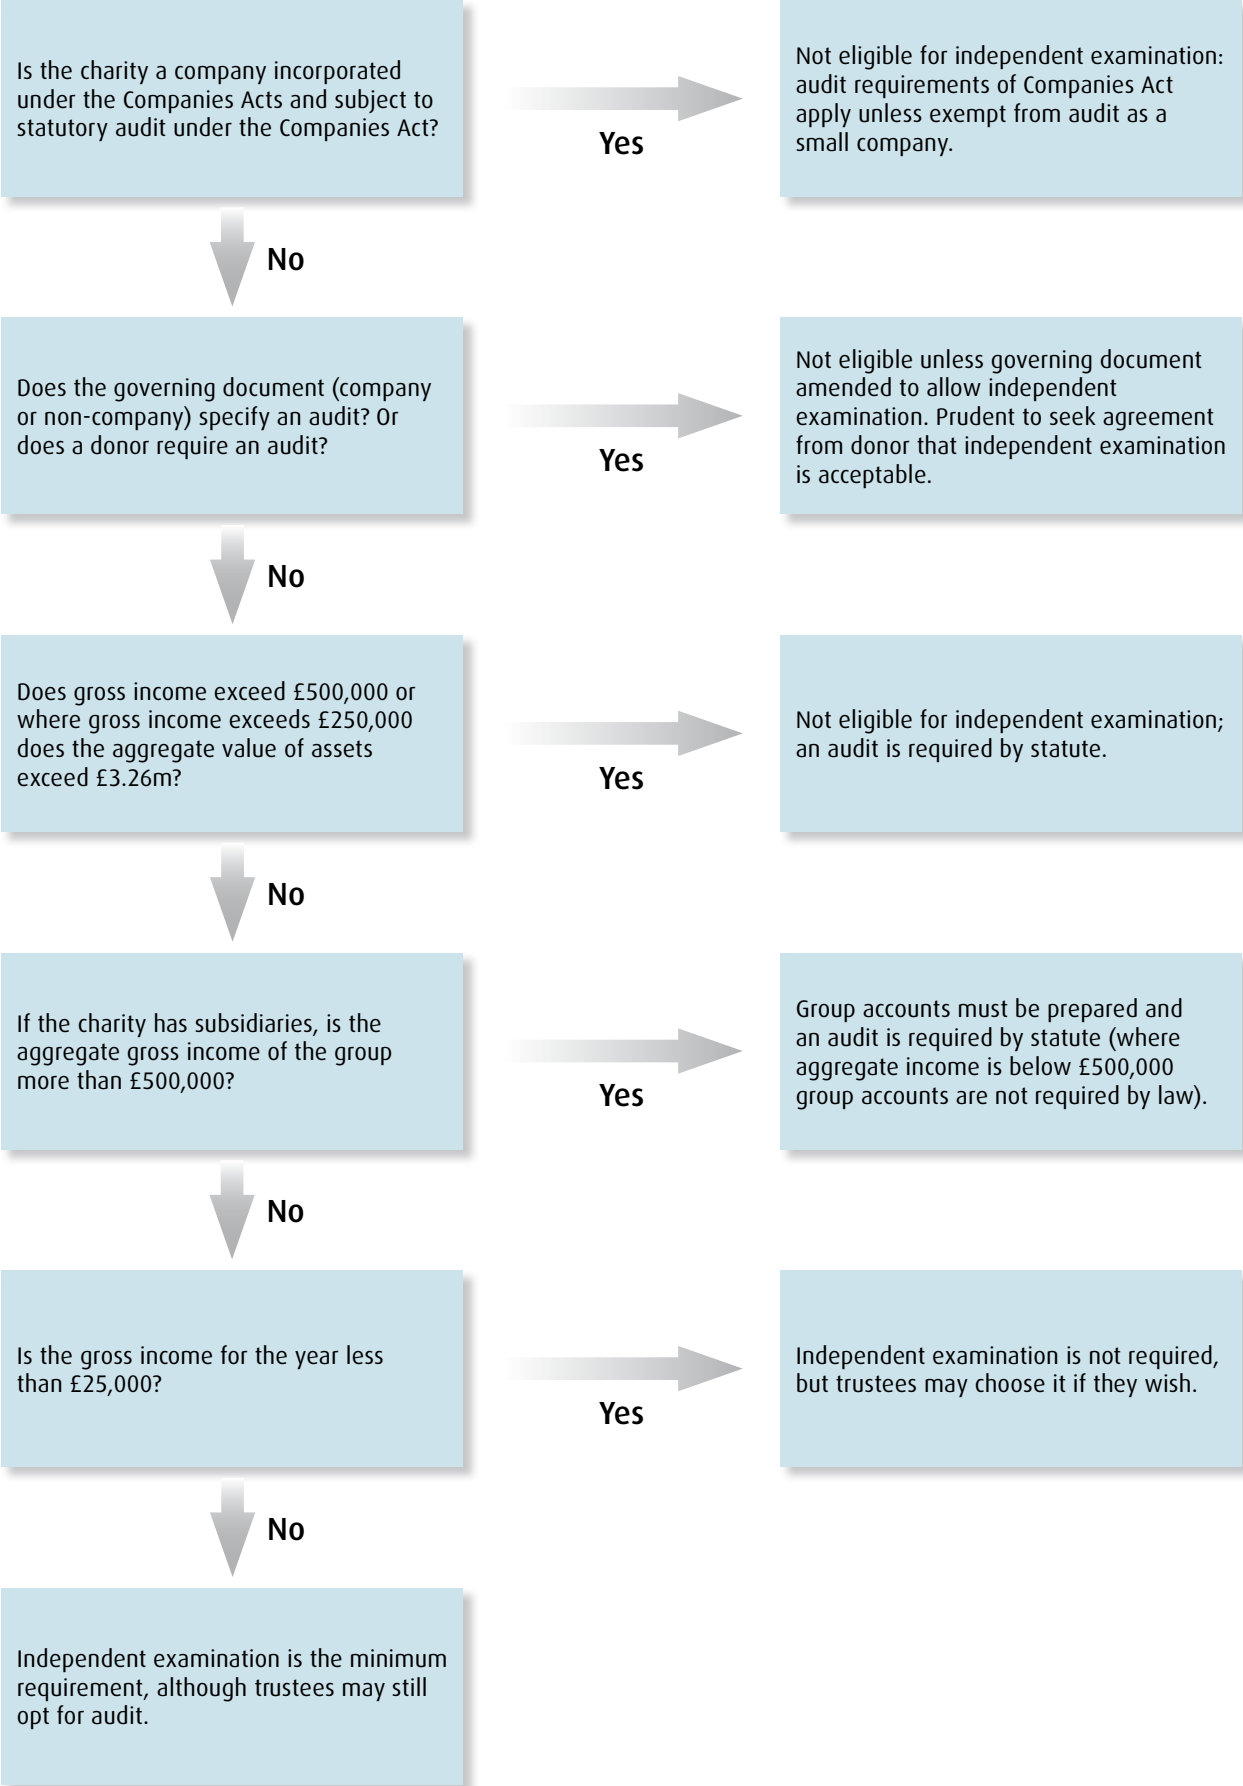 Is the charity a company incorporated
under the Companies Acts and subject to
statutory audit under the Companies Act?
Yes
Not eligible for independent examination:
audit requirements of Companies Act
apply unless exempt from audit as a
small company.
No
Does the governing document (company
or non-company) specify an audit? Or
does a donor require an audit?
Yes
Not eligible unless governing document
amended to allow independent
examination. Prudent to seek agreement
from donor that independent examination
is acceptable.
No
Does gross income exceed £500,000 or
where gross income exceeds £250,000
does the aggregate value of assets
exceed £3.26m?
Yes
Not eligible for independent examination;
an audit is required by statute.
No
If the charity has subsidiaries, is the
aggregate gross income of the group
more than £500,000?
Yes
Group accounts must be prepared and
an audit is required by statute (where
aggregate income is below £500,000
group accounts are not required by law).
No
Is the gross income for the year less
than £25,000?
Yes
Independent examination is not required,
but trustees may choose it if they wish.
No
Independent examination is the minimum
requirement, although trustees may still
opt for audit.